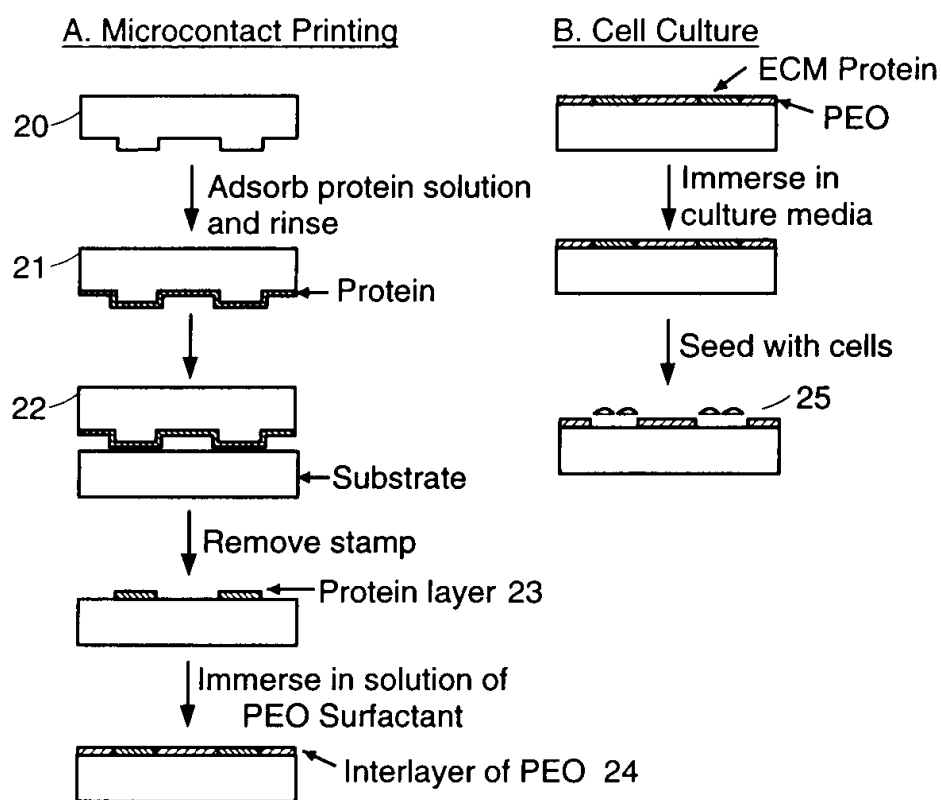 A. Microcontact Printing
20
Adsorb protein solution
and rinse
21
Protein
22
Substrate
Remove stamp
Protein layer 23
Immerse in solution of
PEO Surfactant
Interlayer of PEO 24
B. Cell Culture
ECM Protein
PEO
Immerse in
culture media
Seed with cells
25